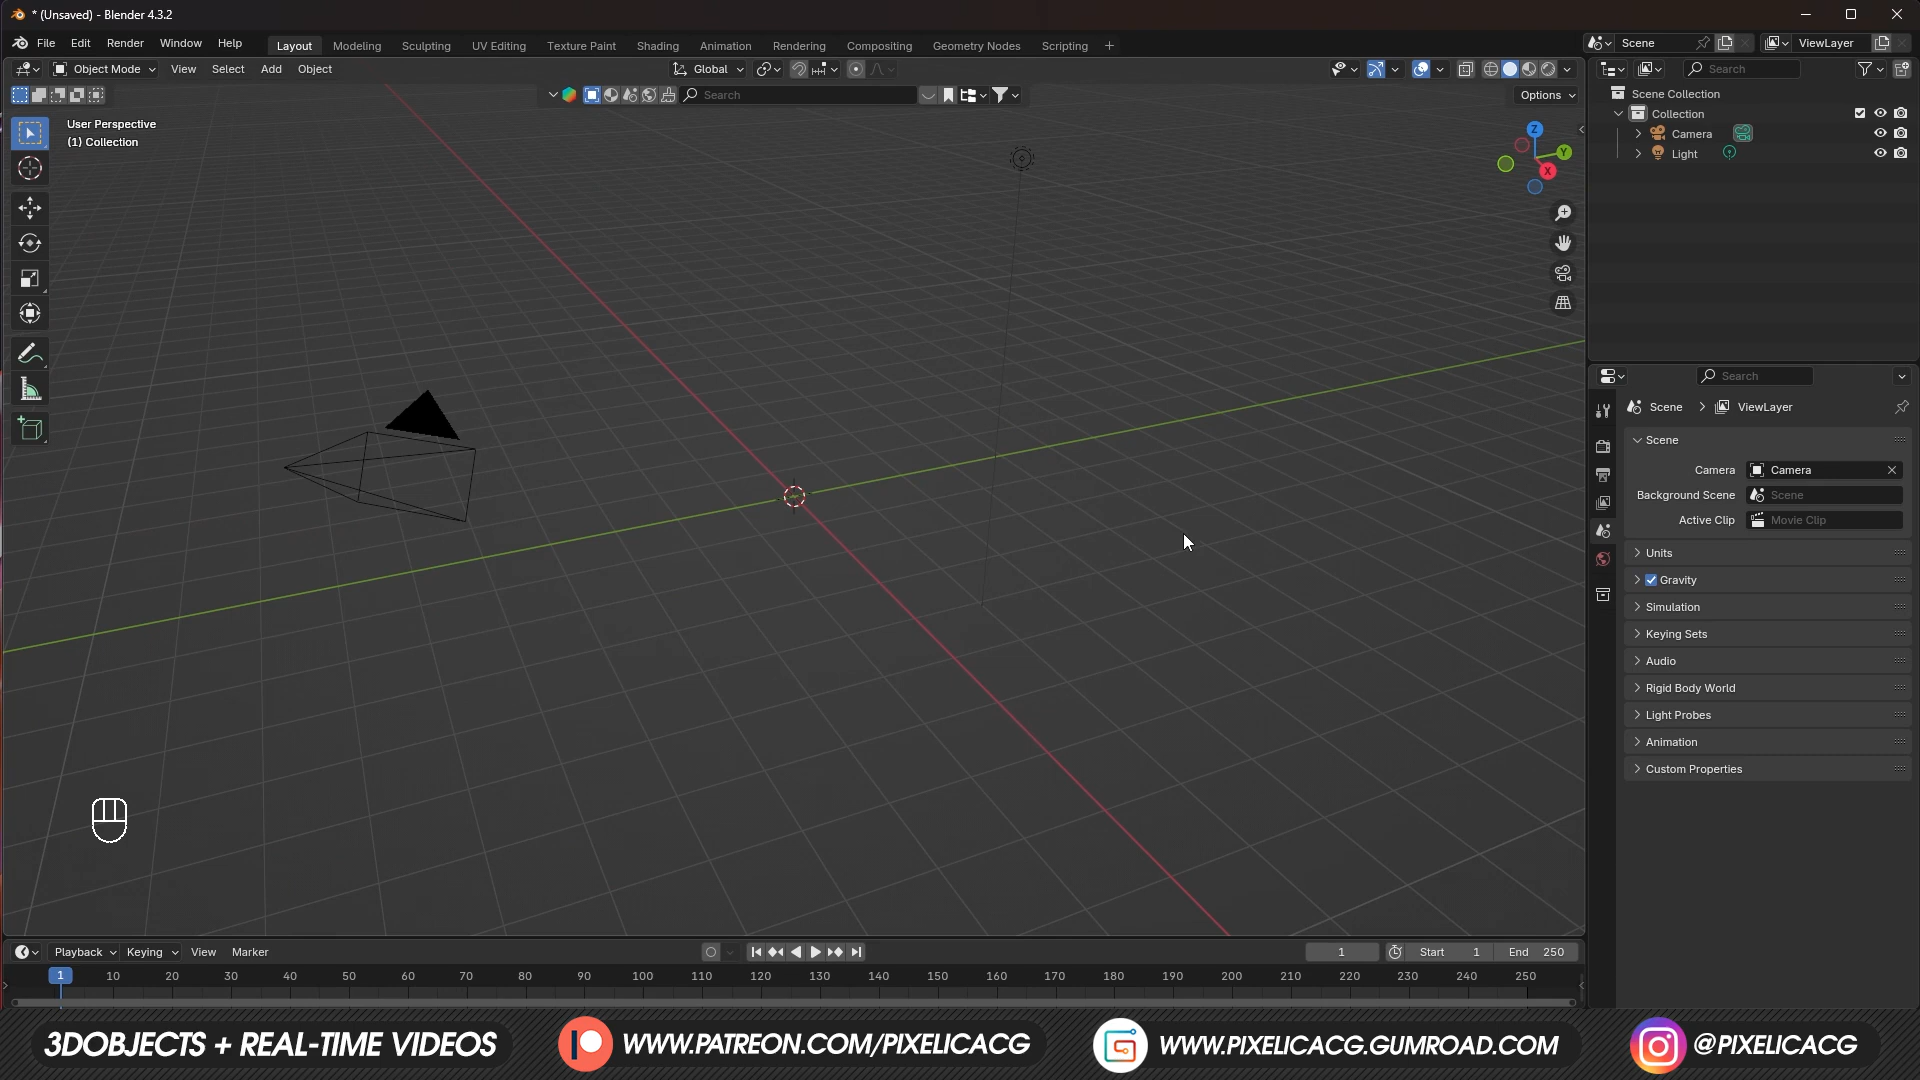 * (Unsaved) - Blender 4.3.2
File Edit Render Window Help Layout Modeling Sculpting UV Editing Texture Paint Shading Animation Rendering Compositing Geometry Nodes Scripting + Scene ViewLayer
Object Mode View Select Add Object Global Search
Search Options
User Perspective
(1) Collection
Z
Y
X
Scene Collection
Collection
Camera
Light
Search
Scene > ViewLayer
Scene
Camera Camera
Background Scene Scene
Active Clip Movie Clip
Units
Gravity
Simulation
Keying Sets
Audio
Rigid Body World
Light Probes
Animation
Custom Properties
Playback Keying View Marker 1 Start 1 End 250
1 10 20 30 40 50 60 70 80 90 100 110 120 130 140 150 160 170 180 190 200 210 220 230 240 250
3DOBJECTS + REAL-TIME VIDEOS WWW.PATREON.COM/PIXELICACG WWW.PIXELICACG.GUMROAD.COM @PIXELICACG